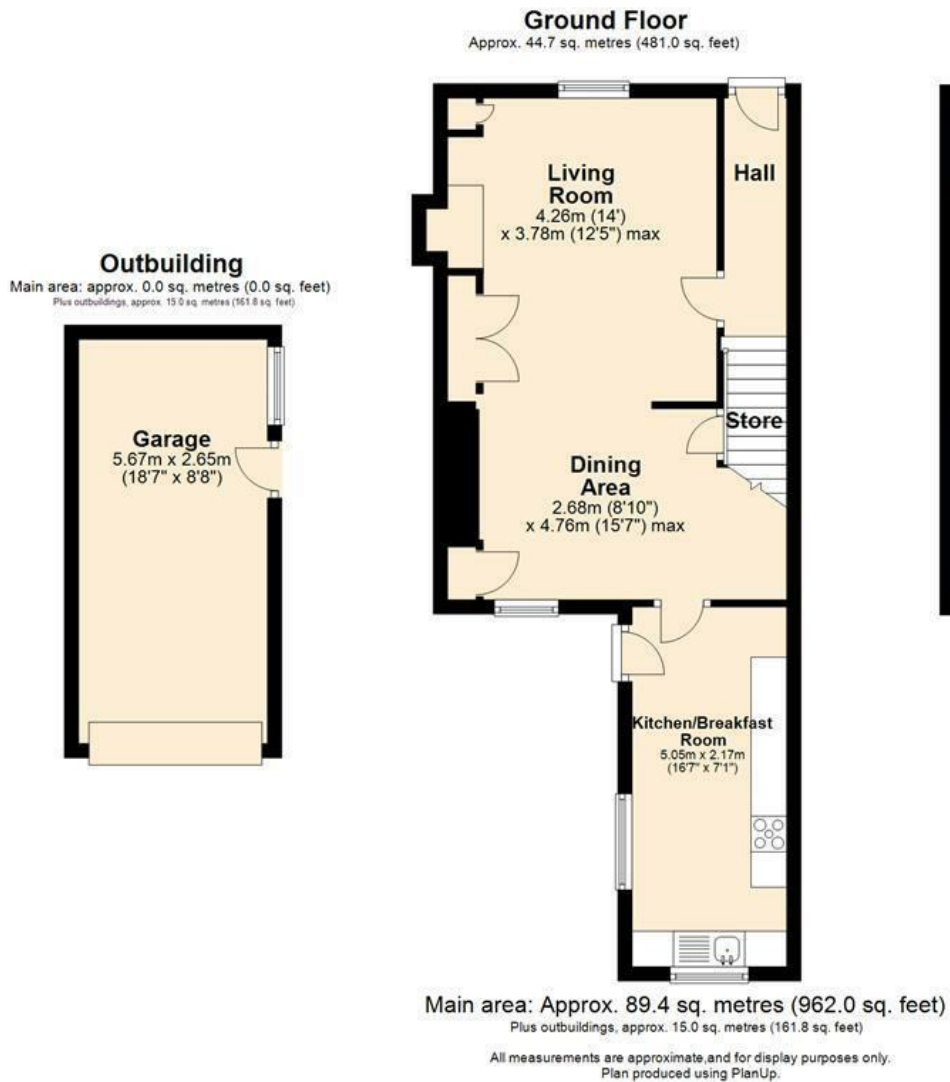 Ground Floor
Approx. 44.7 sq. metres (481.0 sq. feet)
Living
Room
4.26m (14')
x 3.78m (12'5") max
Hall
Outbuilding
Main area: approx. 0.0 sq. metres (0.0 sq. feet)
Plus outbuildings, approx. 15.0 sq. metres (161.8 sq. feet)
Garage
5.67m x 2.65m
(18'7" x 8'8")
Store
Dining
Area
2.68m (8'10")
x 4.76m (15'7") max
Kitchen/Breakfast
Room
5.05m x 2.17m
(16'7" x 7'1")
Main area: Approx. 89.4 sq. metres (962.0 sq. feet)
Plus outbuildings, approx. 15.0 sq. metres (161.8 sq. feet)
All measurements are approximate,and for display purposes only.
Plan produced using PlanUp.